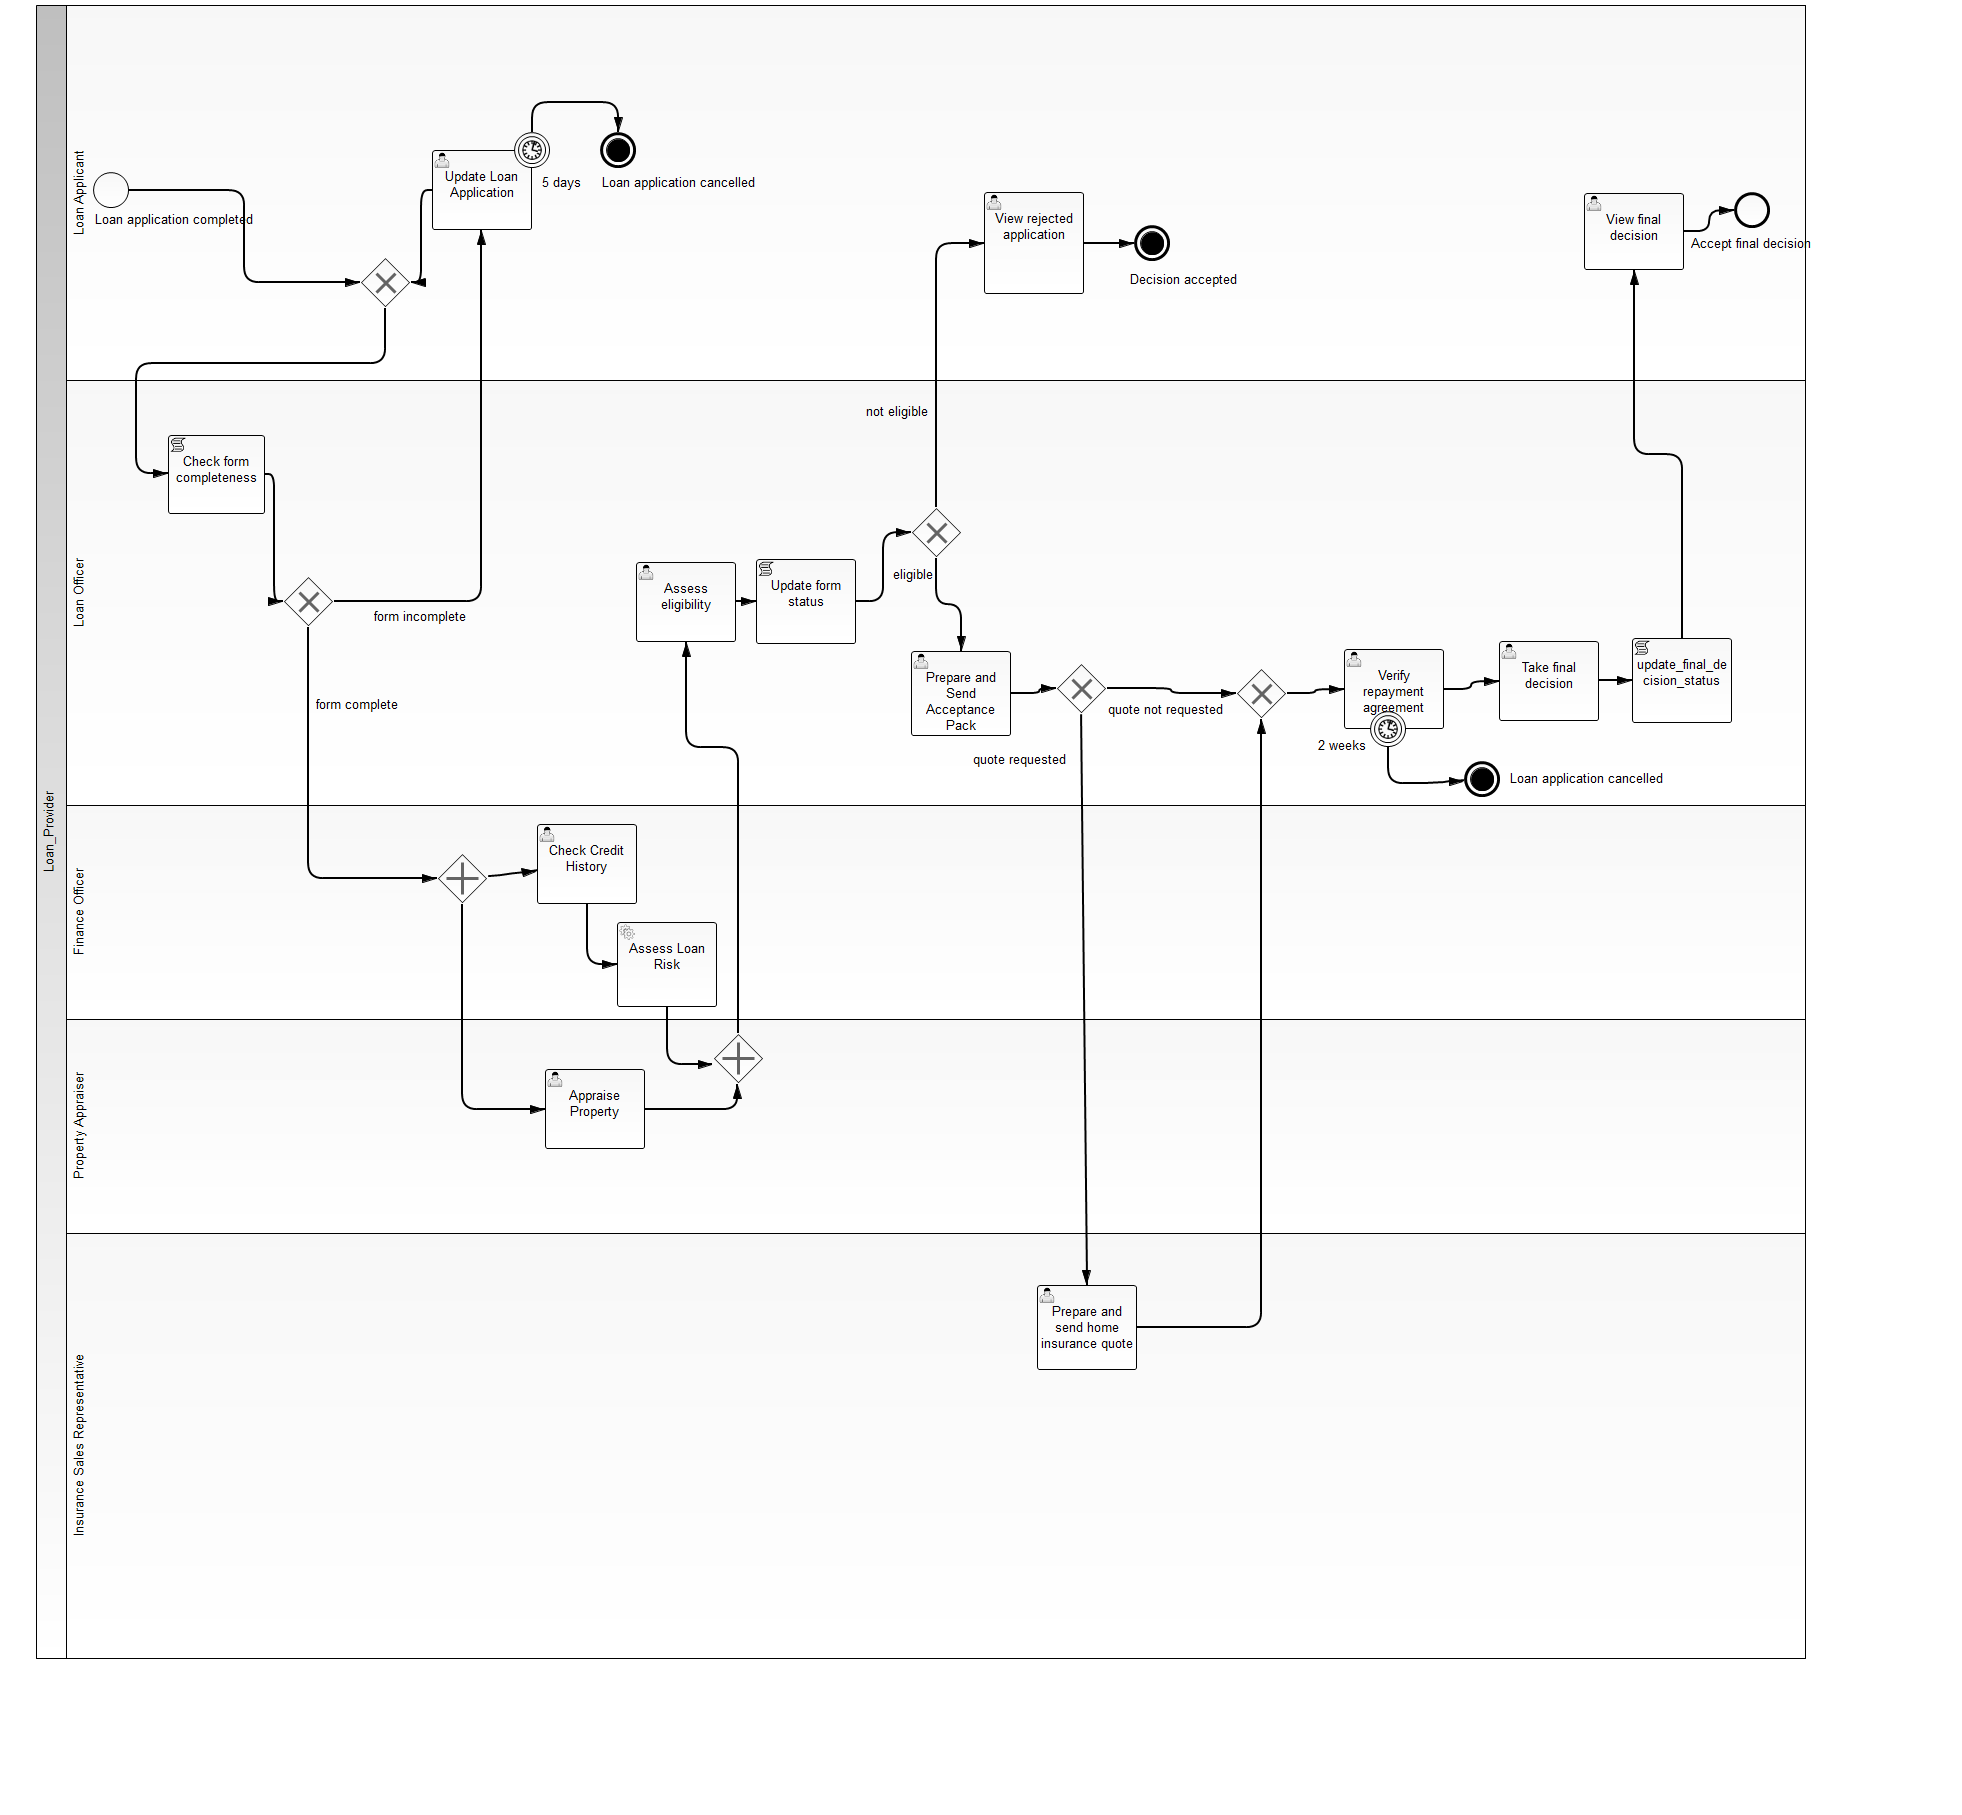 Loan_Provider
Loan Applicant
Loan application completed
Update Loan
Application
5 days
Loan application cancelled
View rejected
application
Decision accepted
View final
decision
Accept final decision
Loan Officer
Check form
completeness
form incomplete
form complete
Assess
eligibility
Update form
status
not eligible
eligible
Prepare and
Send
Acceptance
Pack
quote not requested
quote requested
Verify
repayment
agreement
2 weeks
Loan application cancelled
Take final
decision
update_final_de
cision_status
Finance Officer
Check Credit
History
Assess Loan
Risk
Property Appraiser
Appraise
Property
Insurance Sales Representative
Prepare and
send home
insurance quote